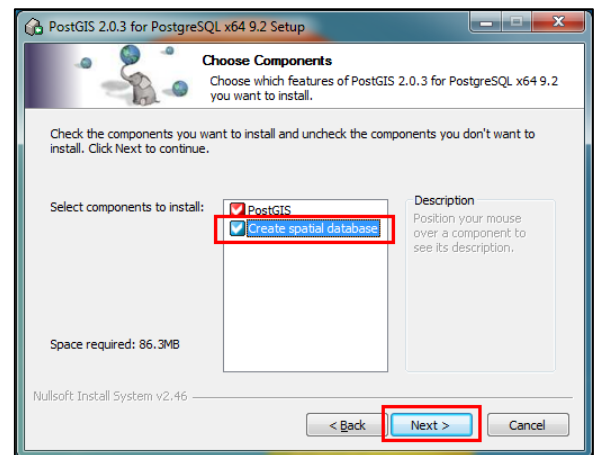 PostGIS 2.0.3 for PostgreSQL x64 9.2 Setup
Choose Components
Choose which features of PostGIS 2.0.3 for PostgreSQL x64 9.2
you want to install.
Check the components you want to install and uncheck the components you don't want to
install. Click Next to continue.
Select components to install:
PostGIS
Create spatial database
Description
Position your mouse
over a component to
see its description.
Space required: 86.3MB
Nullsoft Install System v2.46
< Back
Next >
Cancel